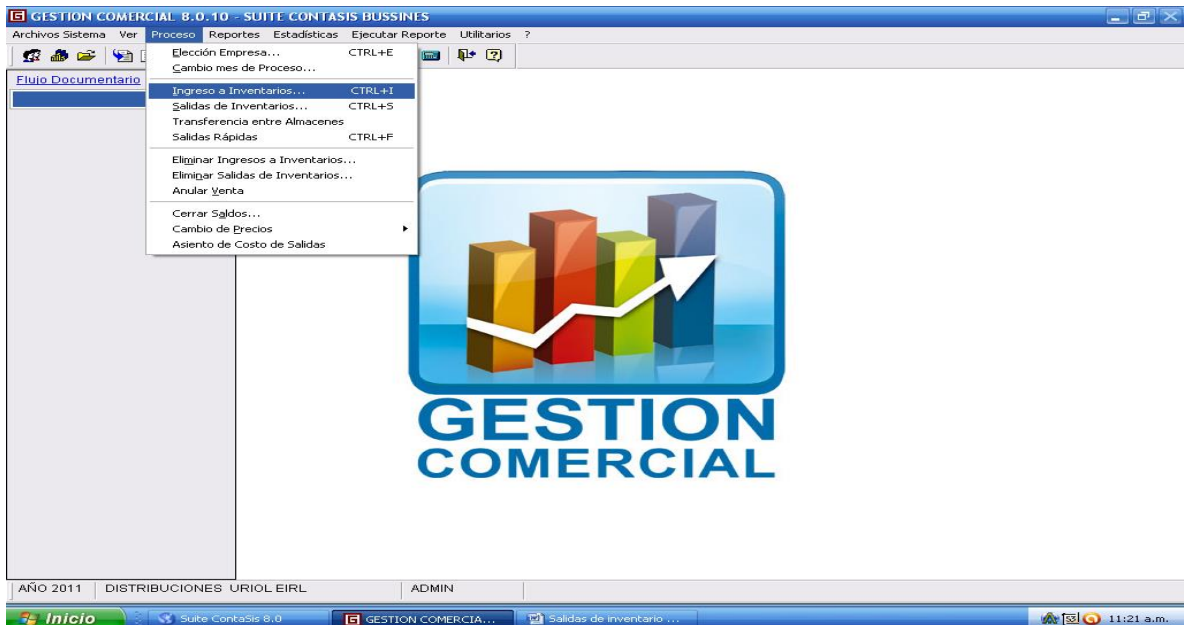 GESTION COMERCIAL 8.0.10 - SUITE CONTASIS BUSSINES
Archivos Sistema Ver Proceso Reportes Estadísticas Ejecutar Reporte Utilitarios ?
Flujo Documentario
Elección Empresa... CTRL+E
Cambio mes de Proceso...
Ingreso a Inventarios... CTRL+I
Salidas de Inventarios... CTRL+S
Transferencia entre Almacenes
Salidas Rápidas CTRL+F
Eliminar Ingresos a Inventarios...
Eliminar Salidas de Inventarios...
Anular Venta
Cerrar Saldos...
Cambio de Precios
Asiento de Costo de Salidas
GESTION
COMERCIAL
AÑO 2011 DISTRIBUCIONES URIOL EIRL ADMIN
Inicio Suite ContaSis 8.0 GESTION COMERCIA... Salidas de inventario ... 11:21 a.m.